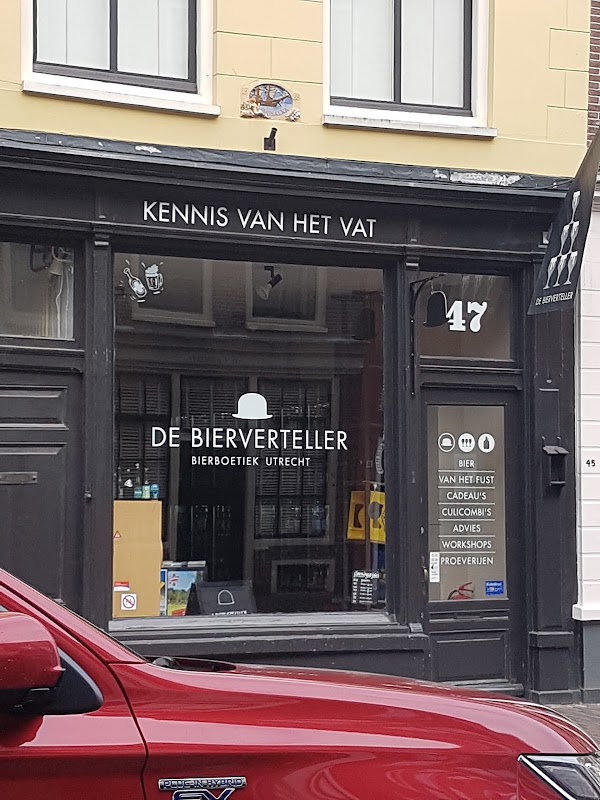 KENNIS VAN HET VAT
DE BIERVERTELLER
47
DE BIERVERTELLER
BIERBOETIEK UTRECHT
BIER
VAN HET FUST
CADEAU'S
CULICOMBI'S
ADVIES
WORKSHOPS
PROEVERIJEN
45
PLUG-IN HYBRID